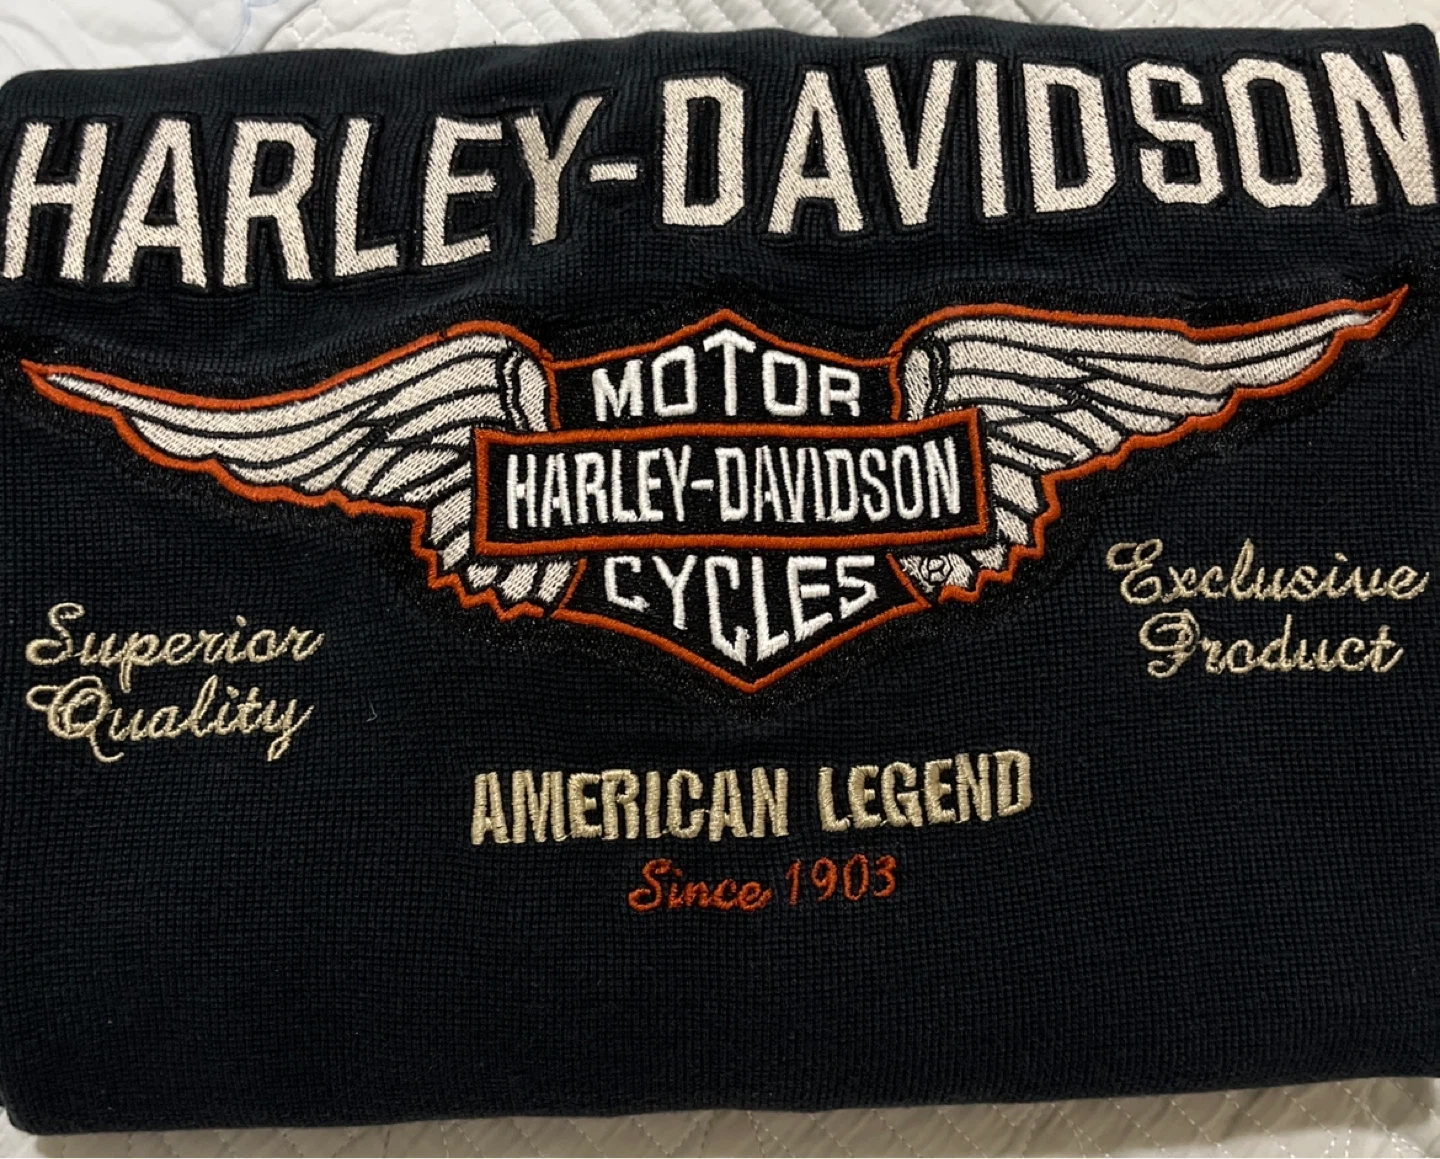 HARLEY-DAVIDSON
MOTOR
HARLEY-DAVIDSON
CYCLES
Superior
Quality
Exclusive
Product
AMERICAN LEGEND
Since 1903